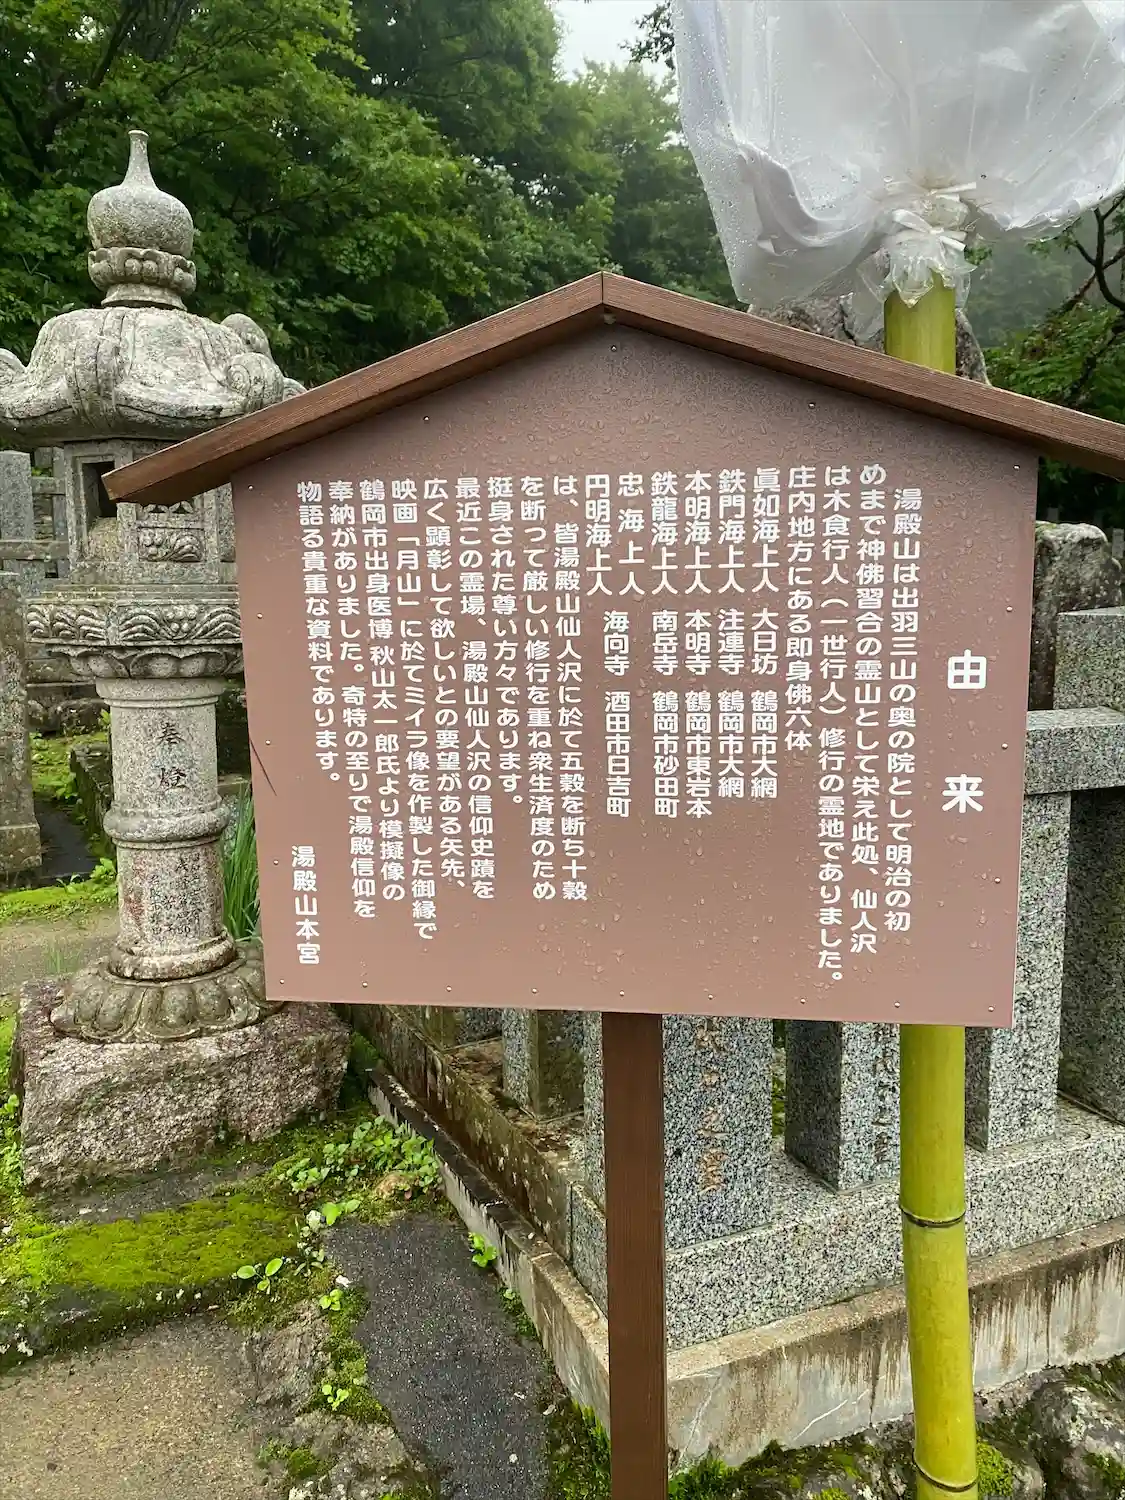 由来
湯殿山は出羽三山の奥の院として明治の初
めまで神佛習合の霊山として栄え此処、仙人沢
は木食行人（一世行人）修行の霊地でありました。
庄内地方にある即身佛六体
眞如海上人 大日坊 鶴岡市大網
鉄門海上人 注連寺 鶴岡市大網
本明海上人 本明寺 鶴岡市東岩本
鉄龍海上人 南岳寺 鶴岡市砂田町
忠海上人 海向寺 酒田市日吉町
円明海上人
は、皆湯殿山仙人沢に於て五穀を断ち十穀
を断って厳しい修行を重ね衆生済度のため
挺身された尊い方々であります。
最近この霊場、湯殿山仙人沢の信仰史蹟を
広く顕彰して欲しいとの要望がある矢先、
映画「月山」に於てミイラ像を作製した御縁で
鶴岡市出身医博秋山太一郎氏より模擬像の
奉納がありました。奇特の至りで湯殿信仰を
物語る貴重な資料であります。
湯殿山本宮
奉燈